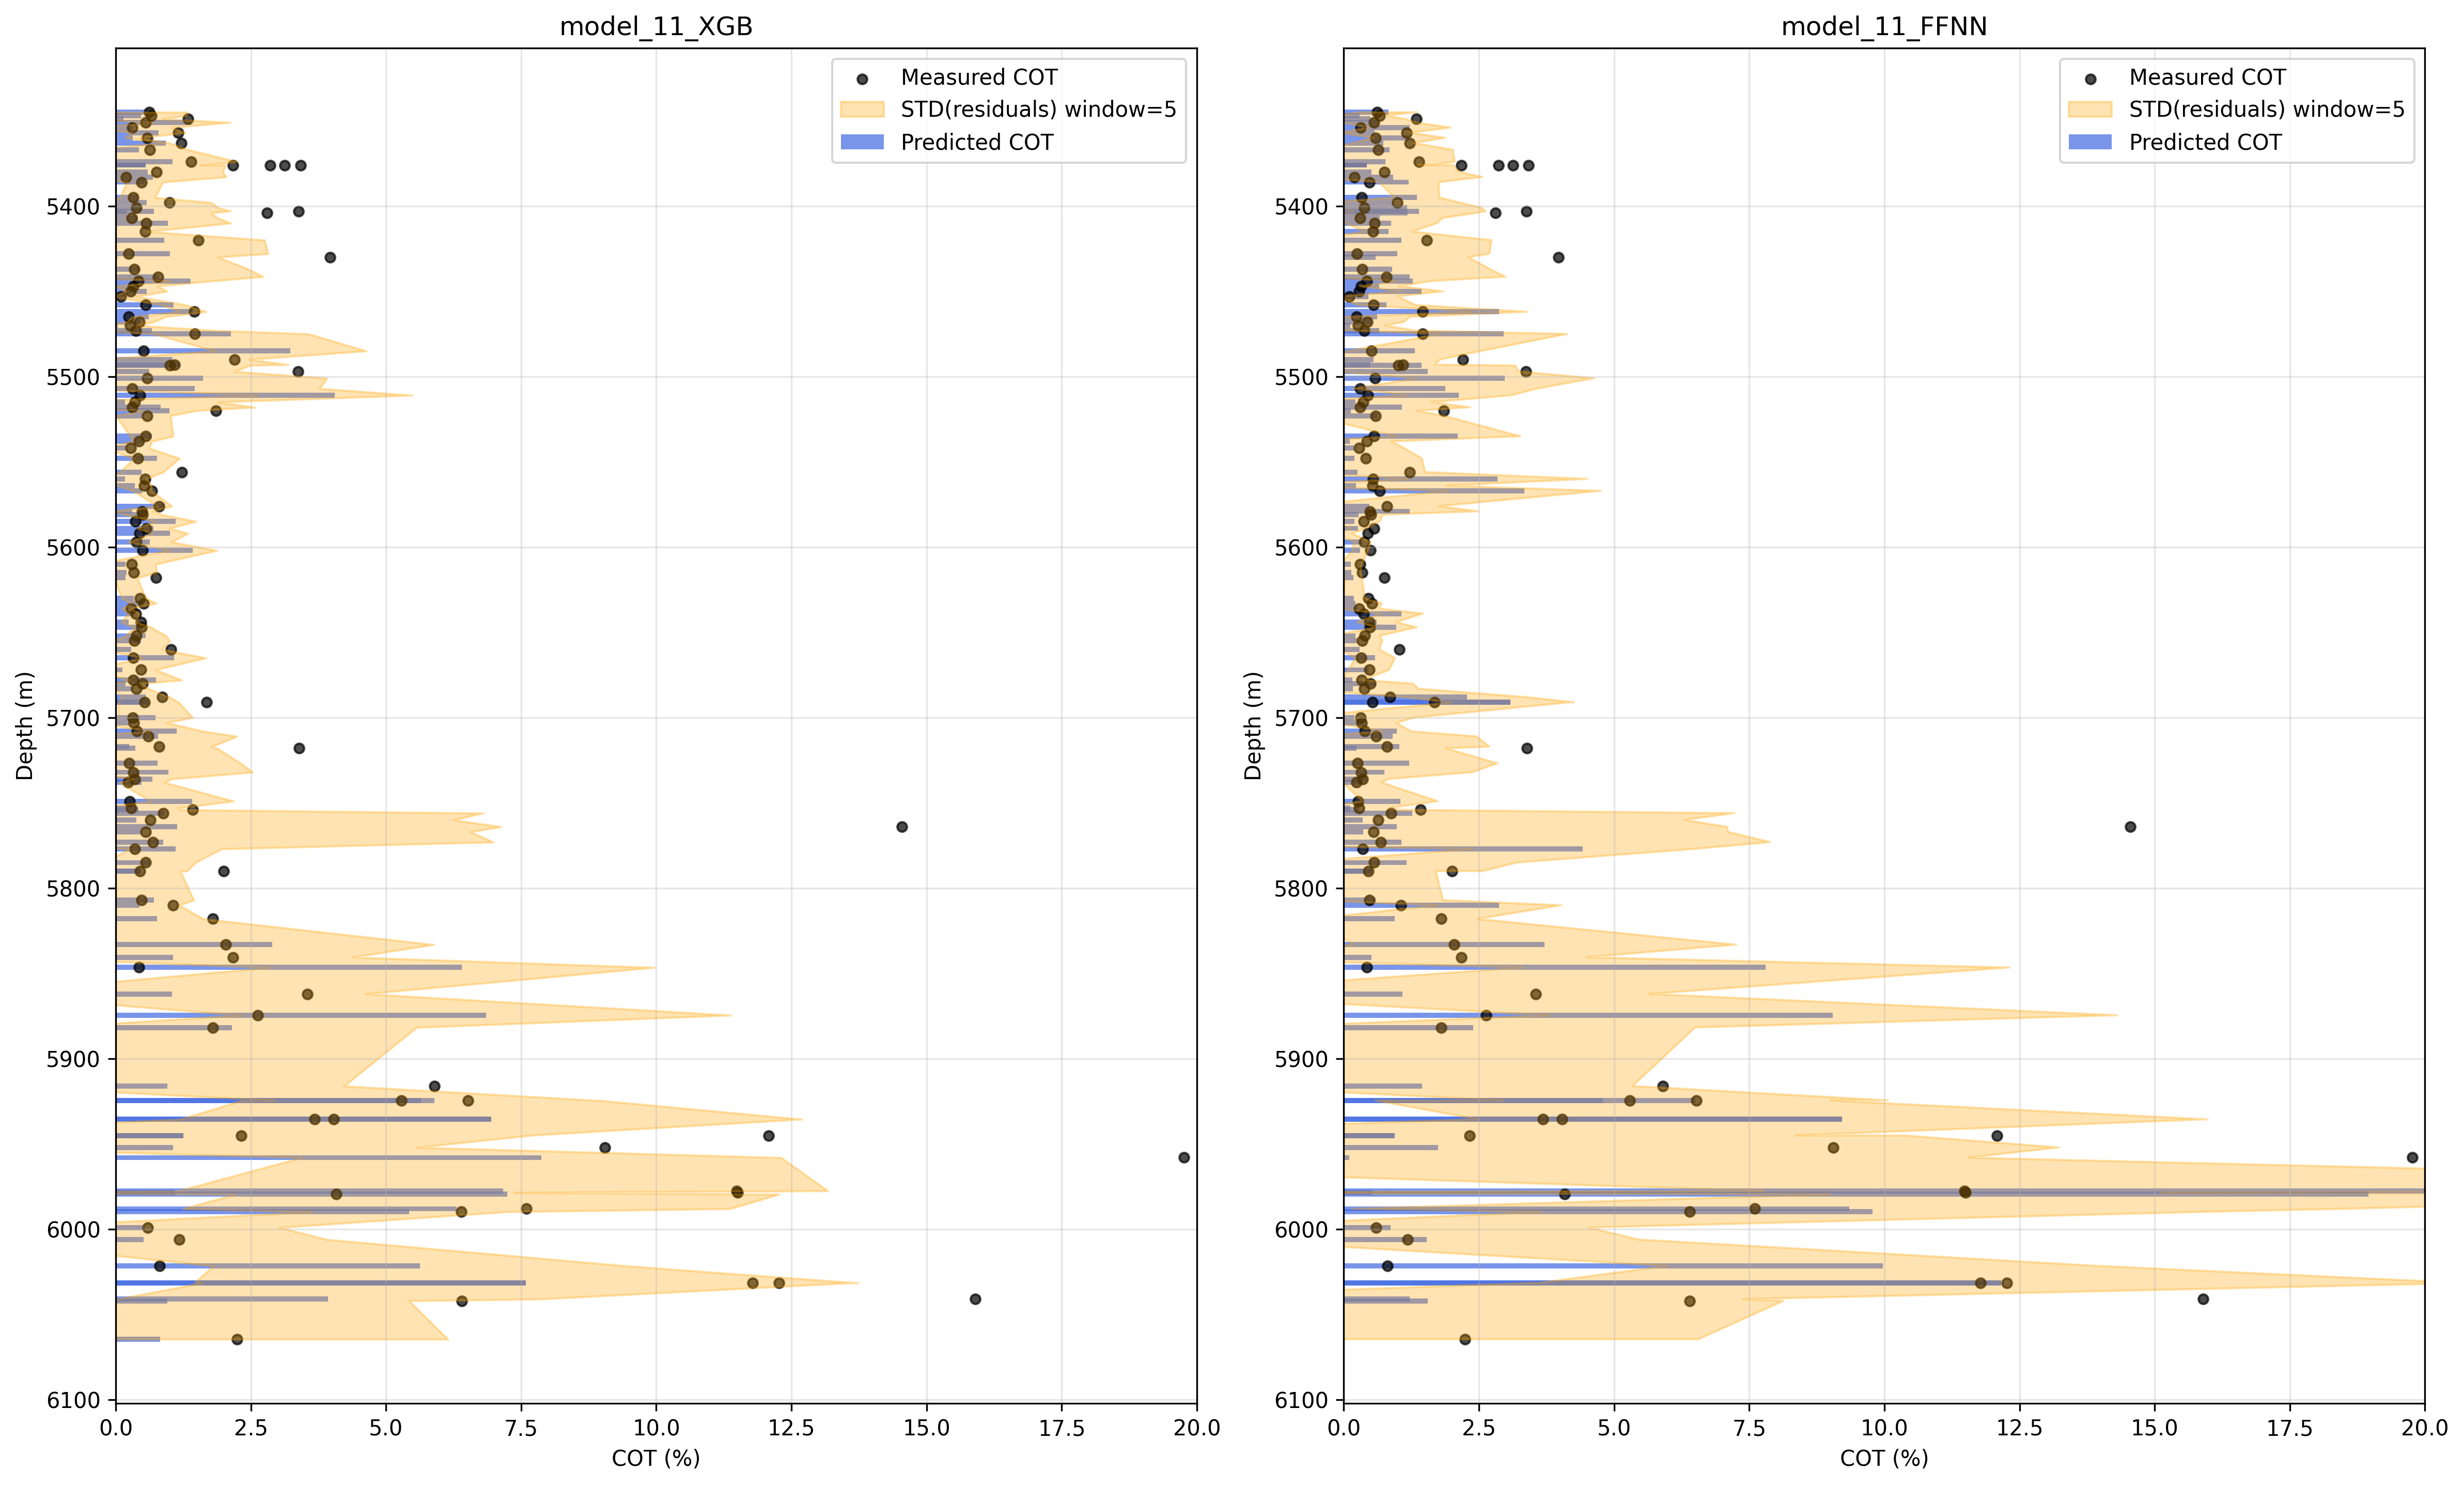 model_11_XGB
Measured COT
STD(residuals) window=5
Predicted COT
Depth (m)
5400
5500
5600
5700
5800
5900
6000
6100
0.0 2.5 5.0 7.5 10.0 12.5 15.0 17.5 20.0
COT (%)
model_11_FFNN
Measured COT
STD(residuals) window=5
Predicted COT
Depth (m)
5400
5500
5600
5700
5800
5900
6000
6100
0.0 2.5 5.0 7.5 10.0 12.5 15.0 17.5 20.0
COT (%)